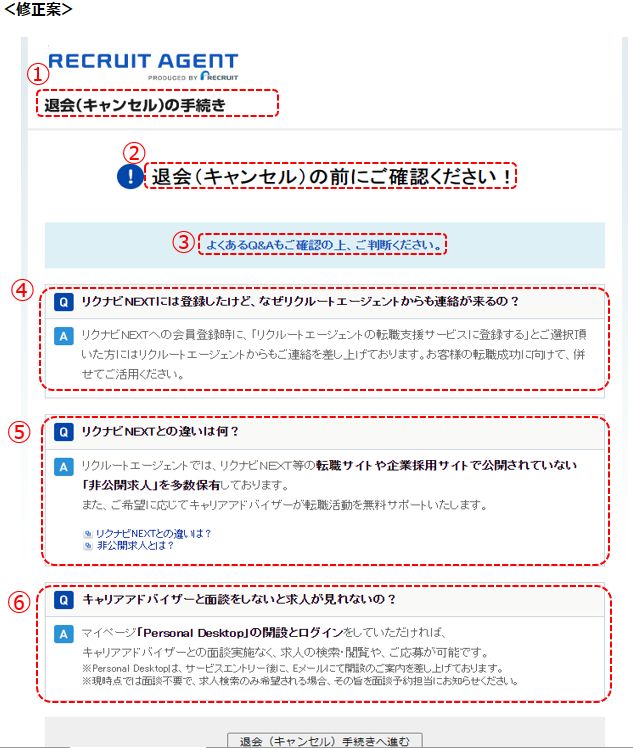 ＜修正案＞
RECRUIT AGENT
PRODUCED BY RECRUIT
①
退会（キャンセル）の手続き
②
! 退会（キャンセル）の前にご確認ください！
③ よくあるQ&Aもご確認の上、ご判断ください。
④
Q リクナビNEXTには登録したけど、なぜリクルートエージェントからも連絡が来るの？
A リクナビNEXTへの会員登録時に、「リクルートエージェントの転職支援サービスに登録する」とご選択頂
いた方にはリクルートエージェントからもご連絡を差し上げております。お客様の転職成功に向けて、併
せてご活用ください。
⑤ Q リクナビNEXTとの違いは何？
A リクルートエージェントでは、リクナビNEXT等の転職サイトや企業採用サイトで公開されていない
「非公開求人」を多数保有しております。
また、ご希望に応じてキャリアアドバイザーが転職活動を無料サポートいたします。
リクナビNEXTとの違いは？
非公開求人とは？
⑥ Q キャリアアドバイザーと面談をしないと求人が見れないの？
A マイページ「Personal Desktop」の開設とログインをしていただければ、
キャリアアドバイザーとの面談実施なく、求人の検索・閲覧や、ご応募が可能です。
※Personal Desktopは、サービスエントリー後に、Eメールにて開設のご案内を差し上げております。
※現時点では面談不要で、求人検索のみ希望される場合、その旨を面談予約担当にお知らせください。
退会（キャンセル）手続きへ進む